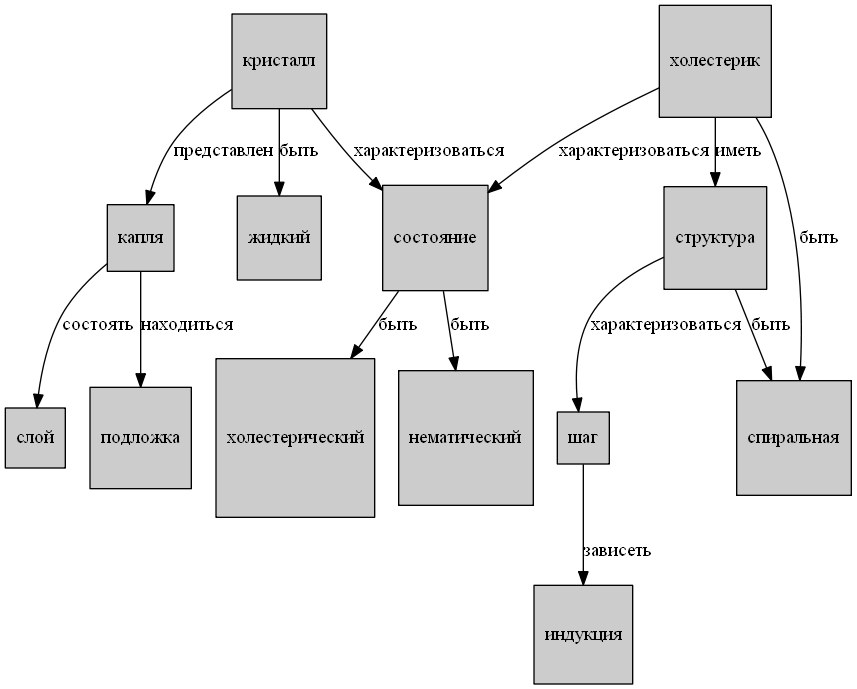 кристалл
холестерик
представлен
быть
характеризоваться
характеризоваться
иметь
капля
жидкий
состояние
структура
быть
состоять
находиться
быть
быть
характеризоваться
быть
слой
подложка
холестерический
нематический
шаг
спиральная
зависеть
индукция